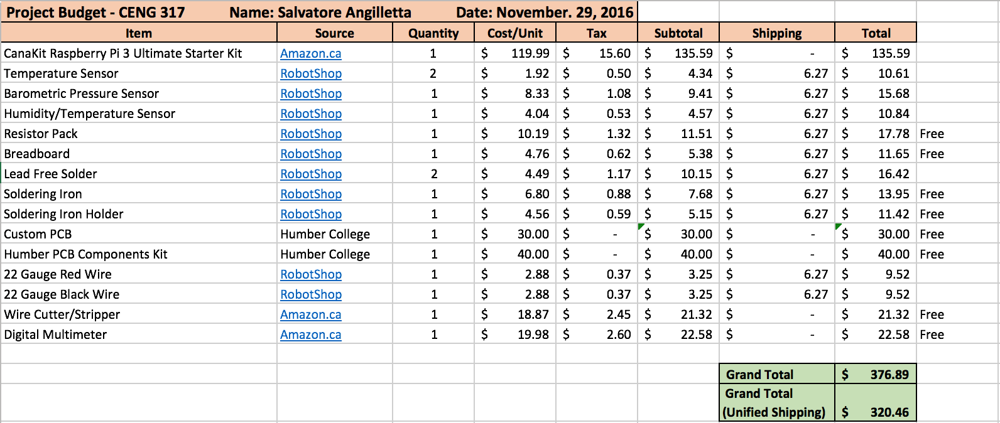 Project Budget - CENG 317 Name: Salvatore Angilletta Date: November. 29, 2016
Item Source Quantity Cost/Unit Tax Subtotal Shipping Total
CanaKit Raspberry Pi 3 Ultimate Starter Kit Amazon.ca 1 $ 119.99 $ 15.60 $ 135.59 $ - $ 135.59
Temperature Sensor RobotShop 2 $ 1.92 $ 0.50 $ 4.34 $ 6.27 $ 10.61
Barometric Pressure Sensor RobotShop 1 $ 8.33 $ 1.08 $ 9.41 $ 6.27 $ 15.68
Humidity/Temperature Sensor RobotShop 1 $ 4.04 $ 0.53 $ 4.57 $ 6.27 $ 10.84
Resistor Pack RobotShop 1 $ 10.19 $ 1.32 $ 11.51 $ 6.27 $ 17.78 Free
Breadboard RobotShop 1 $ 4.76 $ 0.62 $ 5.38 $ 6.27 $ 11.65 Free
Lead Free Solder RobotShop 2 $ 4.49 $ 1.17 $ 10.15 $ 6.27 $ 16.42
Soldering Iron RobotShop 1 $ 6.80 $ 0.88 $ 7.68 $ 6.27 $ 13.95 Free
Soldering Iron Holder RobotShop 1 $ 4.56 $ 0.59 $ 5.15 $ 6.27 $ 11.42 Free
Custom PCB Humber College 1 $ 30.00 $ - $ 30.00 $ - $ 30.00 Free
Humber PCB Components Kit Humber College 1 $ 40.00 $ - $ 40.00 $ - $ 40.00 Free
22 Gauge Red Wire RobotShop 1 $ 2.88 $ 0.37 $ 3.25 $ 6.27 $ 9.52
22 Gauge Black Wire RobotShop 1 $ 2.88 $ 0.37 $ 3.25 $ 6.27 $ 9.52
Wire Cutter/Stripper Amazon.ca 1 $ 18.87 $ 2.45 $ 21.32 $ - $ 21.32 Free
Digital Multimeter Amazon.ca 1 $ 19.98 $ 2.60 $ 22.58 $ - $ 22.58 Free
Grand Total $ 376.89
Grand Total
(Unified Shipping) $ 320.46